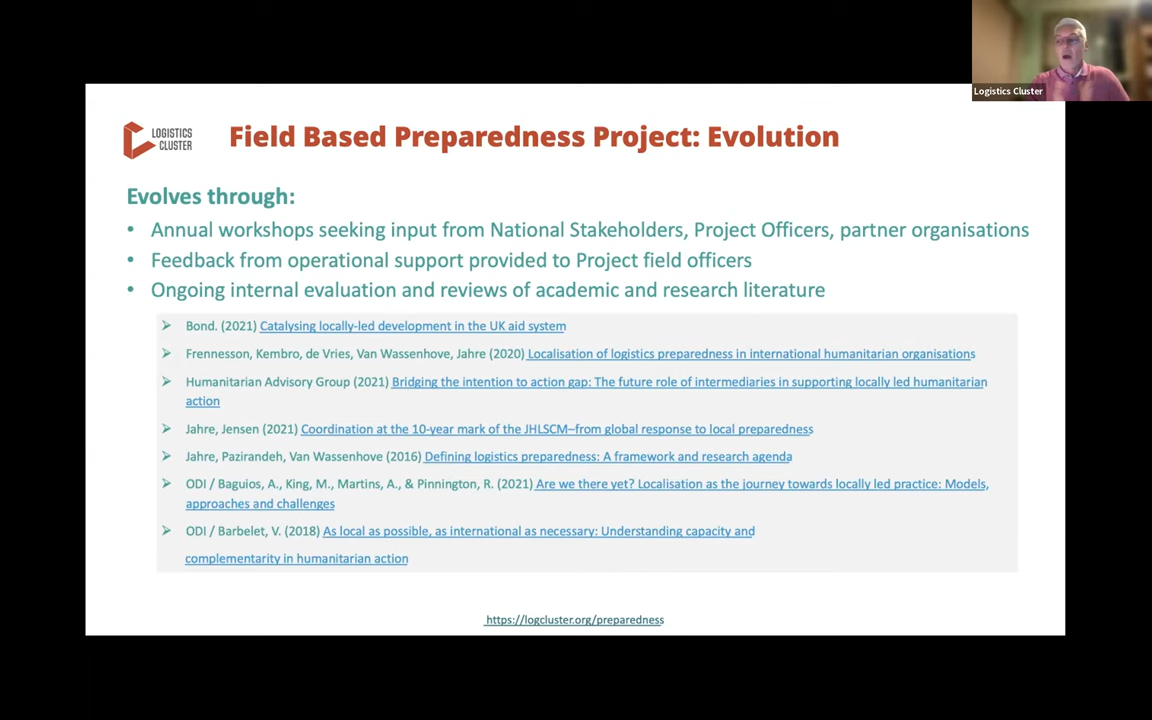 Logistics Cluster
LOGISTICS
CLUSTER
Field Based Preparedness Project: Evolution
Evolves through:
• Annual workshops seeking input from National Stakeholders, Project Officers, partner organisations
• Feedback from operational support provided to Project field officers
• Ongoing internal evaluation and reviews of academic and research literature
➢ Bond. (2021) Catalysing locally-led development in the UK aid system
➢ Frennesson, Kembro, de Vries, Van Wassenhove, Jahre (2020) Localisation of logistics preparedness in international humanitarian organisations
➢ Humanitarian Advisory Group (2021) Bridging the intention to action gap: The future role of intermediaries in supporting locally led humanitarian
action
➢ Jahre, Jensen (2021) Coordination at the 10-year mark of the JHLSCM–from global response to local preparedness
➢ Jahre, Pazirandeh, Van Wassenhove (2016) Defining logistics preparedness: A framework and research agenda
➢ ODI / Baguios, A., King, M., Martins, A., & Pinnington, R. (2021) Are we there yet? Localisation as the journey towards locally led practice: Models,
approaches and challenges
➢ ODI / Barbelet, V. (2018) As local as possible, as international as necessary: Understanding capacity and
complementarity in humanitarian action
https://logcluster.org/preparedness